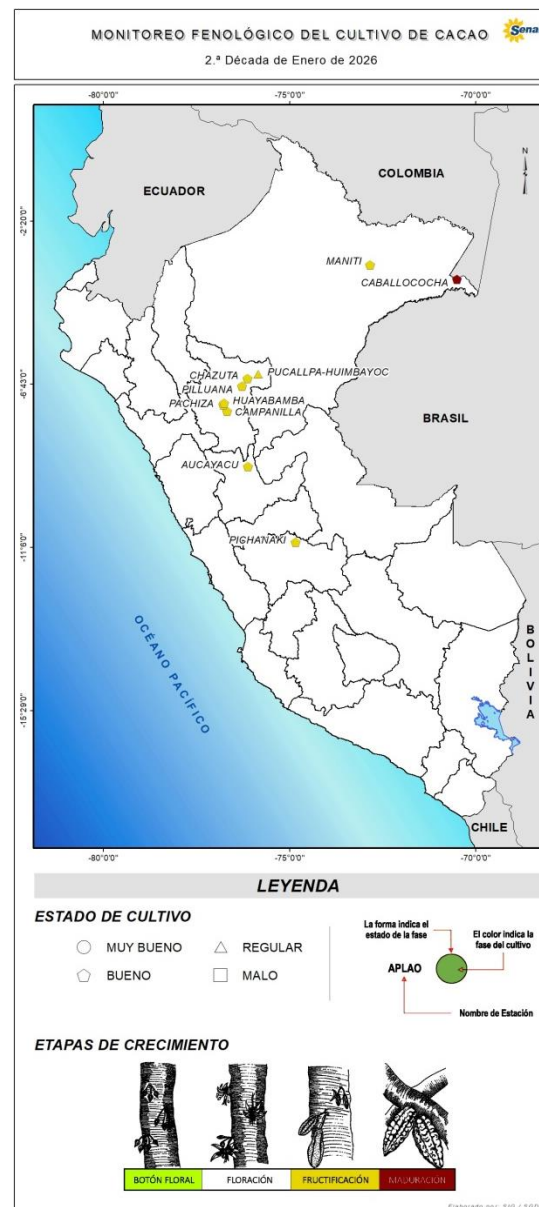 MONITOREO FENOLÓGICO DEL CULTIVO DE CACAO
Sena
2.ª Década de Enero de 2026
-80°0'0"
-75°0'0"
-70°0'0"
N
COLOMBIA
ECUADOR
-2°20'0"
MANITI
CABALLOCOCHA
CHAZUTA
PUCALLPA-HUIMBAYOC
-6°43'0"
PILLUANA
PACHIZA
HUAYABAMBA
CAMPANILLA
BRASIL
AUCAYACU
PICHANAKI
-11°6'0"
OCÉANO PACÍFICO
BOLIVIA
-15°29'0"
CHILE
-80°0'0"
-75°0'0"
-70°0'0"
LEYENDA
ESTADO DE CULTIVO
MUY BUENO
REGULAR
BUENO
MALO
La forma indica el
estado de la fase
El color indica la
fase del cultivo
APLAO
Nombre de Estación
ETAPAS DE CRECIMIENTO
BOTÓN FLORAL
FLORACIÓN
FRUCTIFICACIÓN
MADURACIÓN